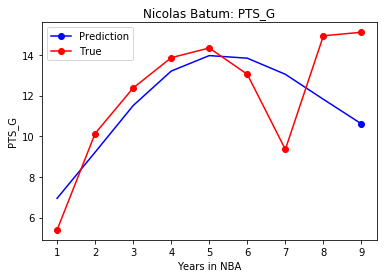 Nicolas Batum: PTS_G
Prediction
True
PTS_G
14
12
10
8
6
1 2 3 4 5 6 7 8 9
Years in NBA